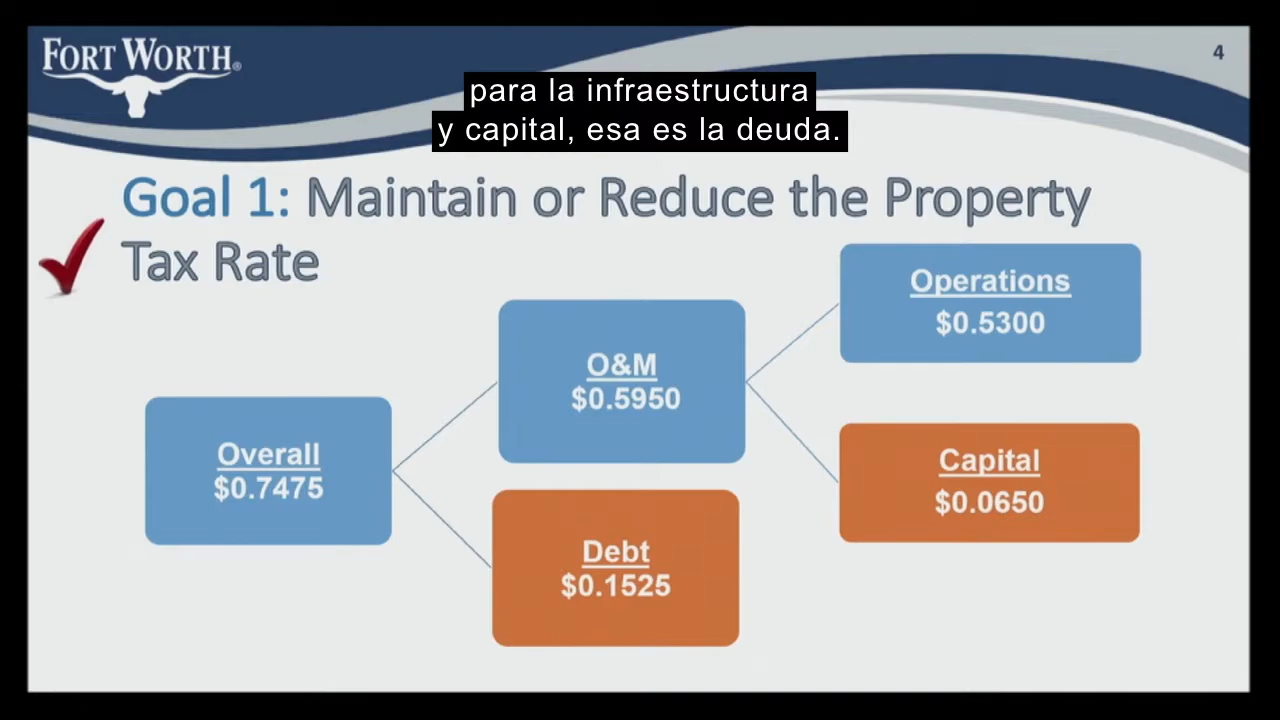 FORT WORTH®
4
para la infraestructura
y capital, esa es la deuda.
Goal 1: Maintain or Reduce the Property
Tax Rate
Overall
$0.7475
O&M
$0.5950
Debt
$0.1525
Operations
$0.5300
Capital
$0.0650